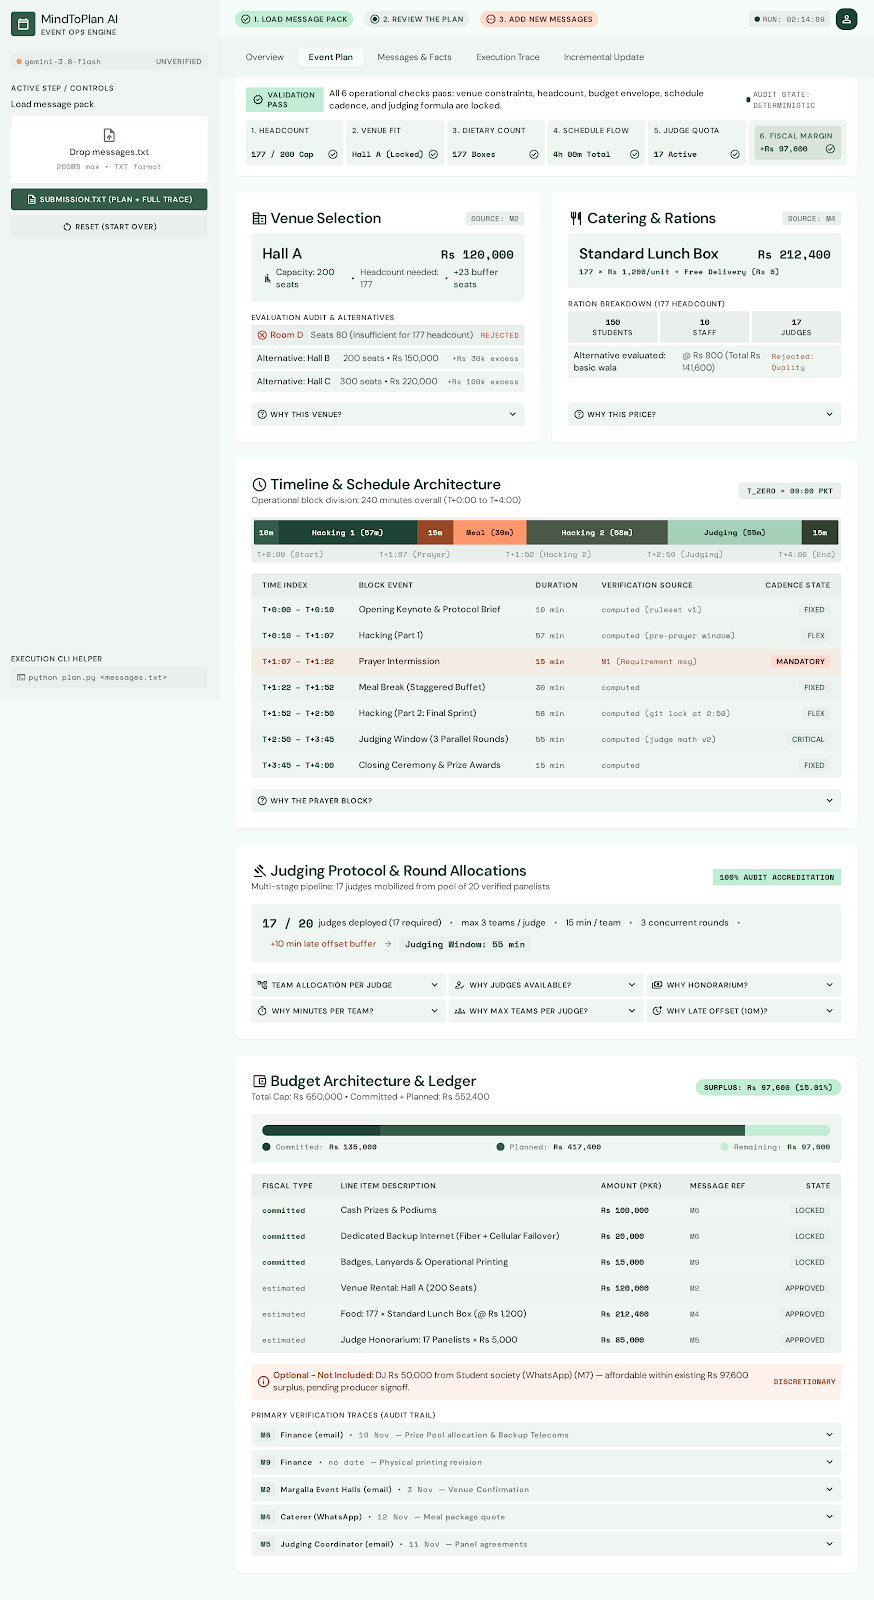 MindToPlan AI
EVENT OPS ENGINE
gemini-3.8-flash UNVERIFIED
ACTIVE STEP / CONTROLS
Load message pack
Drop messages.txt
200MB max • TXT format
SUBMISSION.TXT (PLAN + FULL TRACE)
RESET (START OVER)
EXECUTION CLI HELPER
python plan.py <messages.txt>
1. LOAD MESSAGE PACK 2. REVIEW THE PLAN 3. ADD NEW MESSAGES RUN: 02:14:89
Overview Event Plan Messages & Facts Execution Trace Incremental Update
VALIDATION PASS
All 6 operational checks pass: venue constraints, headcount, budget envelope, schedule
cadence, and judging formula are locked.
AUDIT STATE:
DETERMINISTIC
1. HEADCOUNT
177 / 200 Cap
2. VENUE FIT
Hall A (Locked)
3. DIETARY COUNT
177 Boxes
4. SCHEDULE FLOW
4h 00m Total
5. JUDGE QUOTA
17 Active
6. FISCAL MARGIN
+Rs 97,600
Venue Selection SOURCE: M2
Hall A Rs 120,000
Capacity: 200 seats • Headcount needed: 177 • +23 buffer seats
EVALUATION AUDIT & ALTERNATIVES
Room D Seats 80 (Insufficient for 177 headcount) REJECTED
Alternative: Hall B 200 seats • Rs 150,000 +Rs 30k excess
Alternative: Hall C 300 seats • Rs 220,000 +Rs 100k excess
WHY THIS VENUE?
Catering & Rations SOURCE: M4
Standard Lunch Box Rs 212,400
177 × Rs 1,200/unit + Free Delivery (Rs 0)
RATION BREAKDOWN (177 HEADCOUNT)
150
STUDENTS
10
STAFF
17
JUDGES
Alternative evaluated: basic wala @ Rs 800 (Total Rs 141,600) Rejected: Quality
WHY THIS PRICE?
Timeline & Schedule Architecture
Operational block division: 240 minutes overall (T+0:00 to T+4:00)
T_ZERO = 09:00 PKT
10m Hacking 1 (57m) 15m Meal (30m) Hacking 2 (58m) Judging (55m) 15m
T+0:00 (Start) T+1:07 (Prayer) T+1:52 (Hacking 2) T+2:50 (Judging) T+4:00 (End)
TIME INDEX BLOCK EVENT DURATION VERIFICATION SOURCE CADENCE STATE
T+0:00 – T+0:10 Opening Keynote & Protocol Brief 10 min computed (ruleset v1) FIXED
T+0:10 – T+1:07 Hacking (Part 1) 57 min computed (pre-prayer window) FLEX
T+1:07 – T+1:22 Prayer Intermission 15 min M1 (Requirement msg) MANDATORY
T+1:22 – T+1:52 Meal Break (Staggered Buffet) 30 min computed FIXED
T+1:52 – T+2:50 Hacking (Part 2: Final Sprint) 58 min computed (git lock at 2:50) FLEX
T+2:50 – T+3:45 Judging Window (3 Parallel Rounds) 55 min computed (judge math v2) CRITICAL
T+3:45 – T+4:00 Closing Ceremony & Prize Awards 15 min computed FIXED
WHY THE PRAYER BLOCK?
Judging Protocol & Round Allocations
Multi-stage pipeline: 17 judges mobilized from pool of 20 verified panelists
100% AUDIT ACCREDITATION
17 / 20 judges deployed (17 required) • max 3 teams / judge • 15 min / team • 3 concurrent rounds •
+10 min late offset buffer → Judging Window: 55 min
TEAM ALLOCATION PER JUDGE WHY JUDGES AVAILABLE? WHY HONORARIUM?
WHY MINUTES PER TEAM? WHY MAX TEAMS PER JUDGE? WHY LATE OFFSET (10M)?
Budget Architecture & Ledger
Total Cap: Rs 650,000 • Committed + Planned: Rs 552,400
SURPLUS: Rs 97,600 (15.01%)
Committed: Rs 135,000 Planned: Rs 417,400 Remaining: Rs 97,600
FISCAL TYPE LINE ITEM DESCRIPTION AMOUNT (PKR) MESSAGE REF STATE
committed Cash Prizes & Podiums Rs 100,000 M6 LOCKED
committed Dedicated Backup Internet (Fiber + Cellular Failover) Rs 20,000 M6 LOCKED
committed Badges, Lanyards & Operational Printing Rs 15,000 M9 LOCKED
estimated Venue Rental: Hall A (200 Seats) Rs 120,000 M2 APPROVED
estimated Food: 177 × Standard Lunch Box (@ Rs 1,200) Rs 212,400 M4 APPROVED
estimated Judge Honorarium: 17 Panelists × Rs 5,000 Rs 85,000 M5 APPROVED
Optional - Not Included: DJ Rs 50,000 from Student society (WhatsApp) (M7) — affordable within existing Rs 97,600
surplus, pending producer signoff.
DISCRETIONARY
PRIMARY VERIFICATION TRACES (AUDIT TRAIL)
M6 Finance (email) • 10 Nov — Prize Pool allocation & Backup Telecoms
M9 Finance • no date — Physical printing revision
M2 Margalla Event Halls (email) • 3 Nov — Venue Confirmation
M4 Caterer (WhatsApp) • 12 Nov — Meal package quote
M5 Judging Coordinator (email) • 11 Nov — Panel agreements